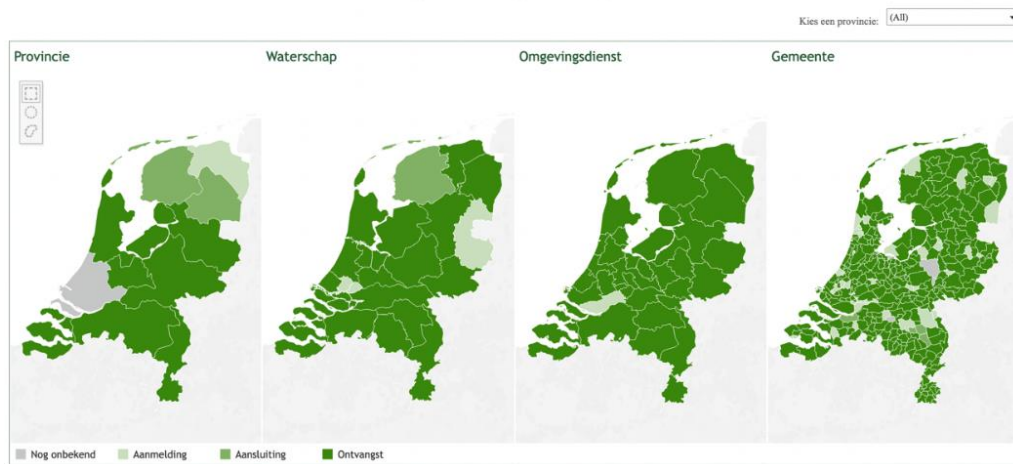 Kies een provincie: (All)
Provincie Waterschap Omgevingsdienst Gemeente
Nog onbekend Aanmelding Aansluiting Ontvangst